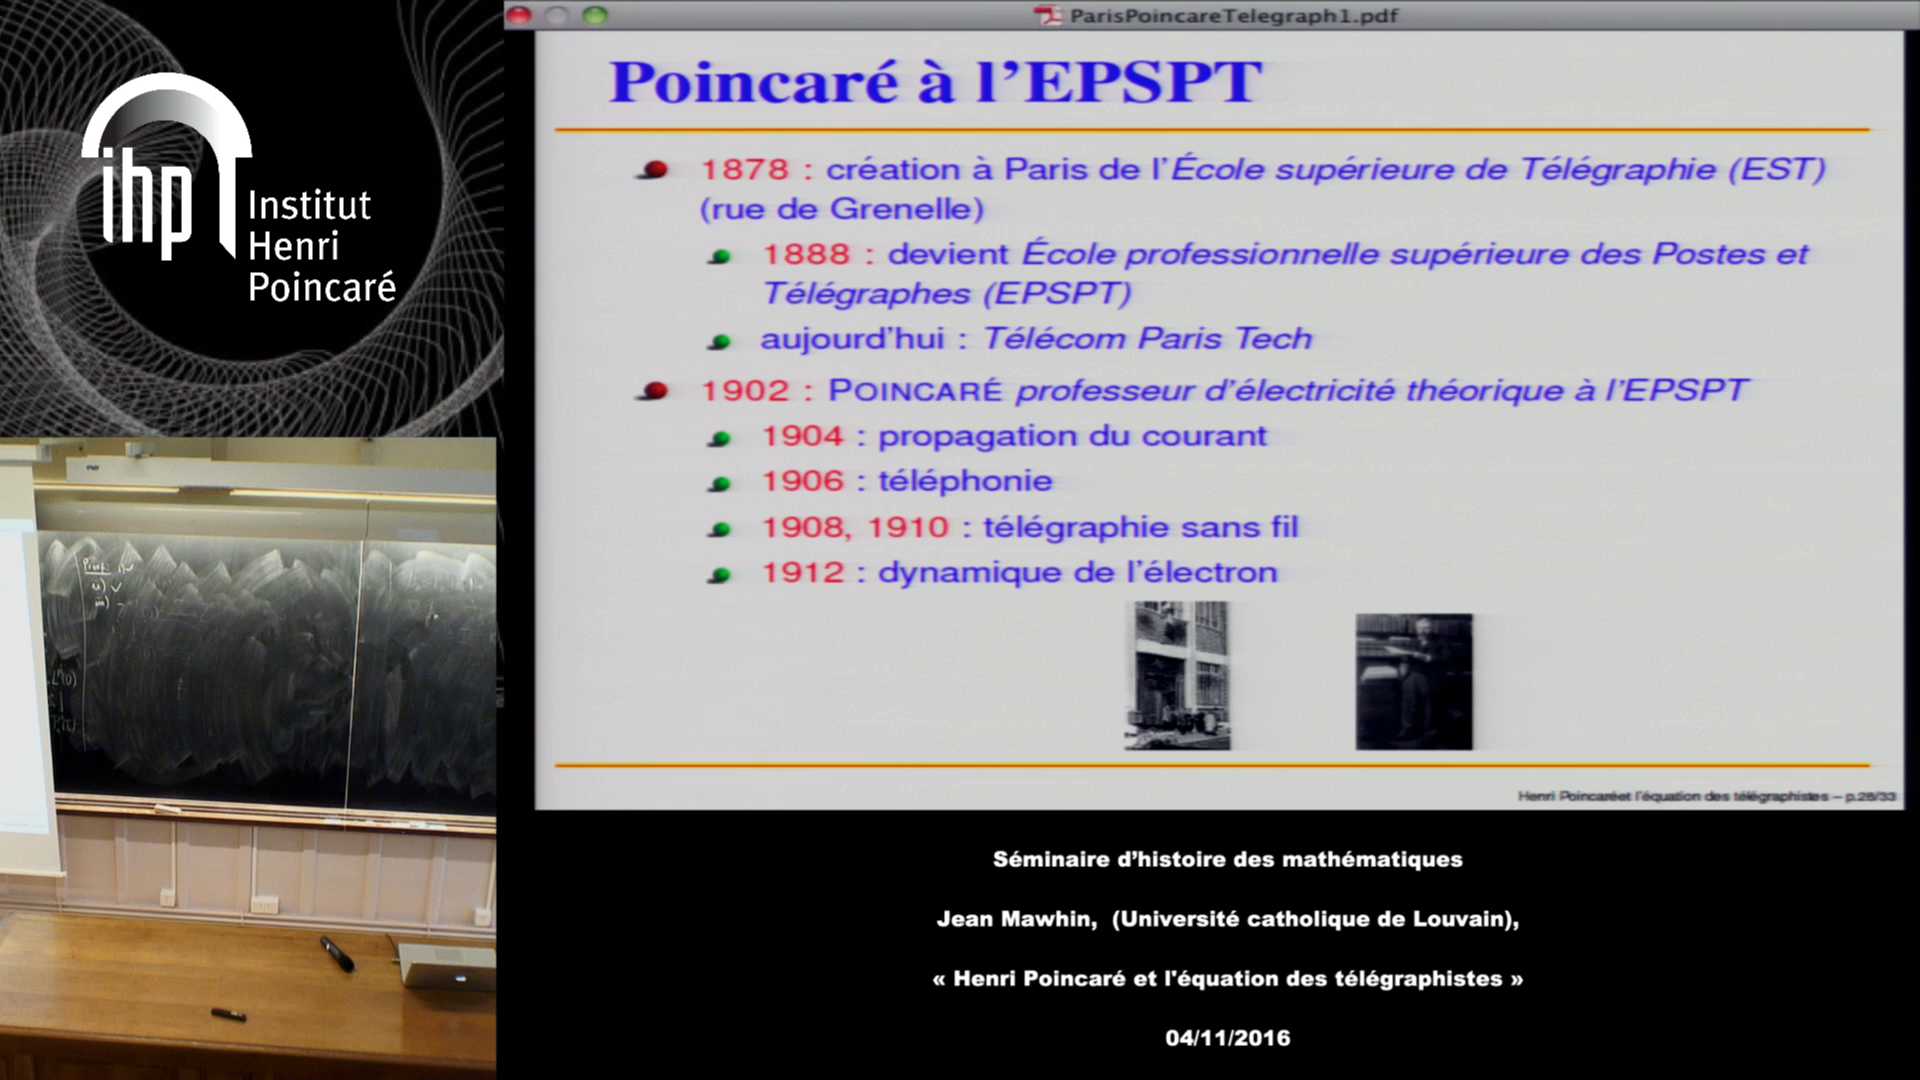 ihp
Institut
Henri
Poincaré
ParisPoincareTelegraph1.pdf
Poincaré à l'EPSPT
1878 : création à Paris de l'École supérieure de Télégraphie (EST)
(rue de Grenelle)
1888 : devient École professionnelle supérieure des Postes et
Télégraphes (EPSPT)
aujourd'hui : Télécom Paris Tech
1902 : POINCARÉ professeur d'électricité théorique à l'EPSPT
1904 : propagation du courant
1906 : téléphonie
1908, 1910 : télégraphie sans fil
1912 : dynamique de l'électron
Henri Poincaréet l'équation des télégraphistes – p.28/33
Séminaire d'histoire des mathématiques
Jean Mawhin, (Université catholique de Louvain),
« Henri Poincaré et l'équation des télégraphistes »
04/11/2016